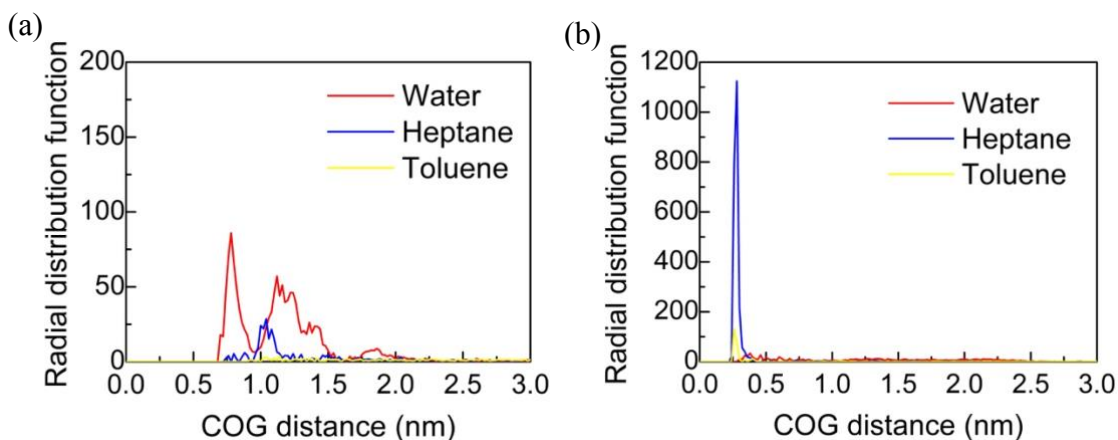 (a)
Radial distribution function
200
150
100
50
0
Water
Heptane
Toluene
0.0 0.5 1.0 1.5 2.0 2.5 3.0
COG distance (nm)
(b)
Radial distribution function
1200
1000
800
600
400
200
0
Water
Heptane
Toluene
0.0 0.5 1.0 1.5 2.0 2.5 3.0
COG distance (nm)